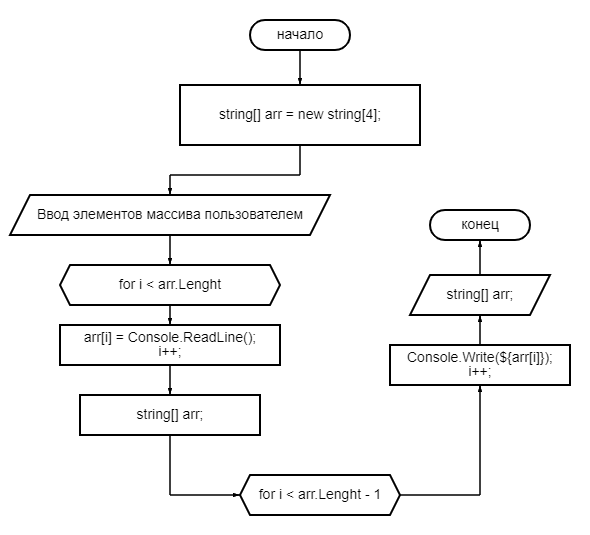 начало
string[] arr = new string[4];
Ввод элементов массива пользователем
for i < arr.Lenght
arr[i] = Console.ReadLine();
i++;
string[] arr;
for i < arr.Lenght - 1
Console.Write(${arr[i]});
i++;
string[] arr;
конец